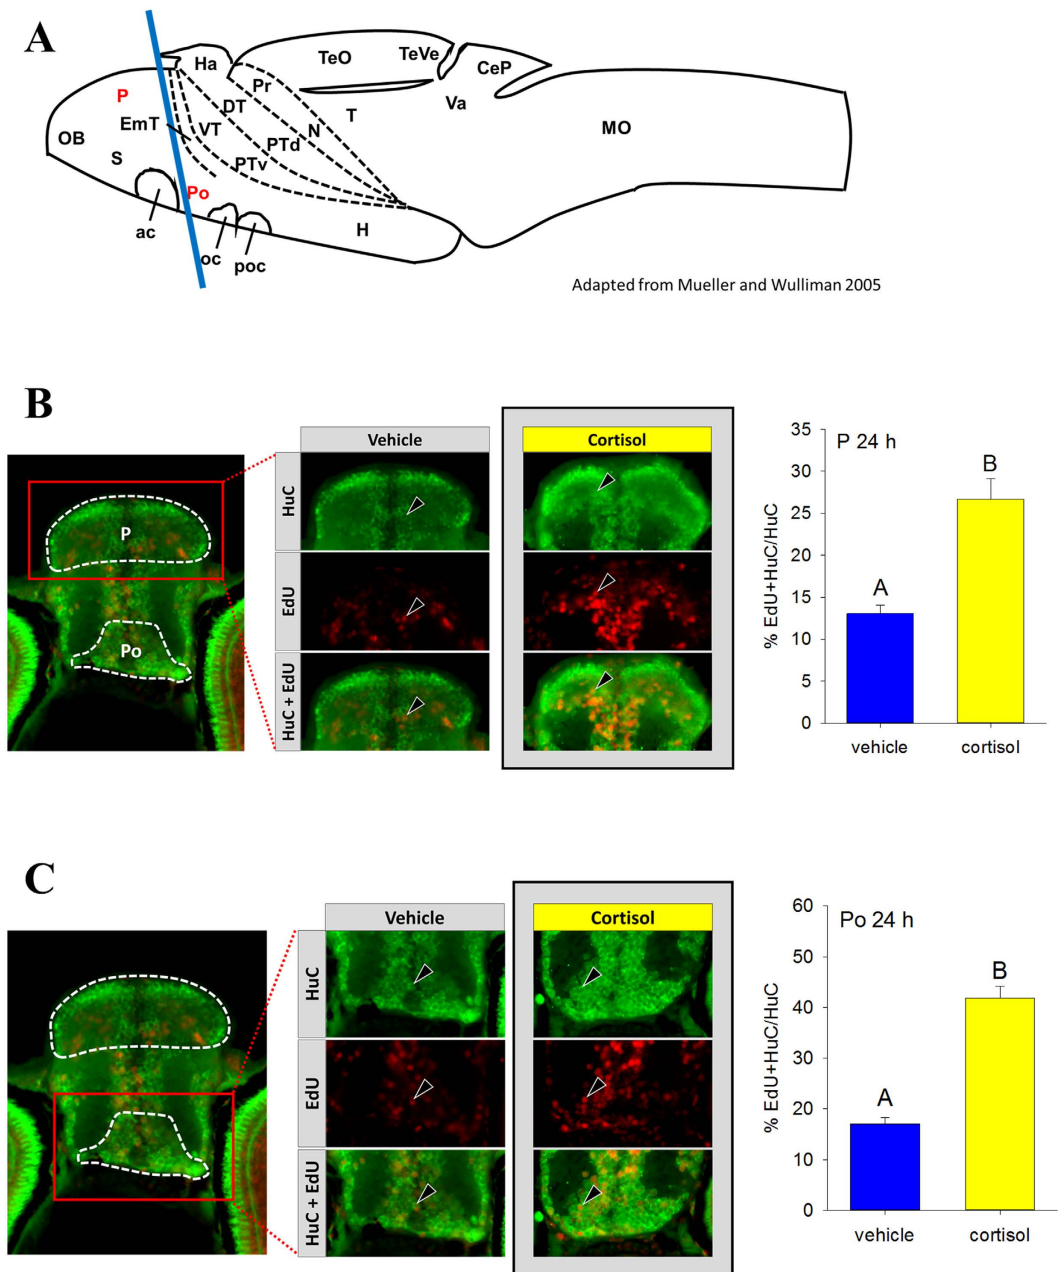 A
Ha
TeO
TeVe
CeP
P
Pr
DT
EmT
VT
N
T
Va
MO
OB
S
PTd
PTv
Po
H
ac
oc
poc
Adapted from Mueller and Wulliman 2005
B
Vehicle
Cortisol
HuC
EdU
HuC + EdU
P
Po
P 24 h
% EdU+HuC/HuC
35
30
25
20
15
10
5
0
A
B
vehicle
cortisol
C
Vehicle
Cortisol
HuC
EdU
HuC + EdU
Po 24 h
% EdU+HuC/HuC
60
50
40
30
20
10
0
A
B
vehicle
cortisol